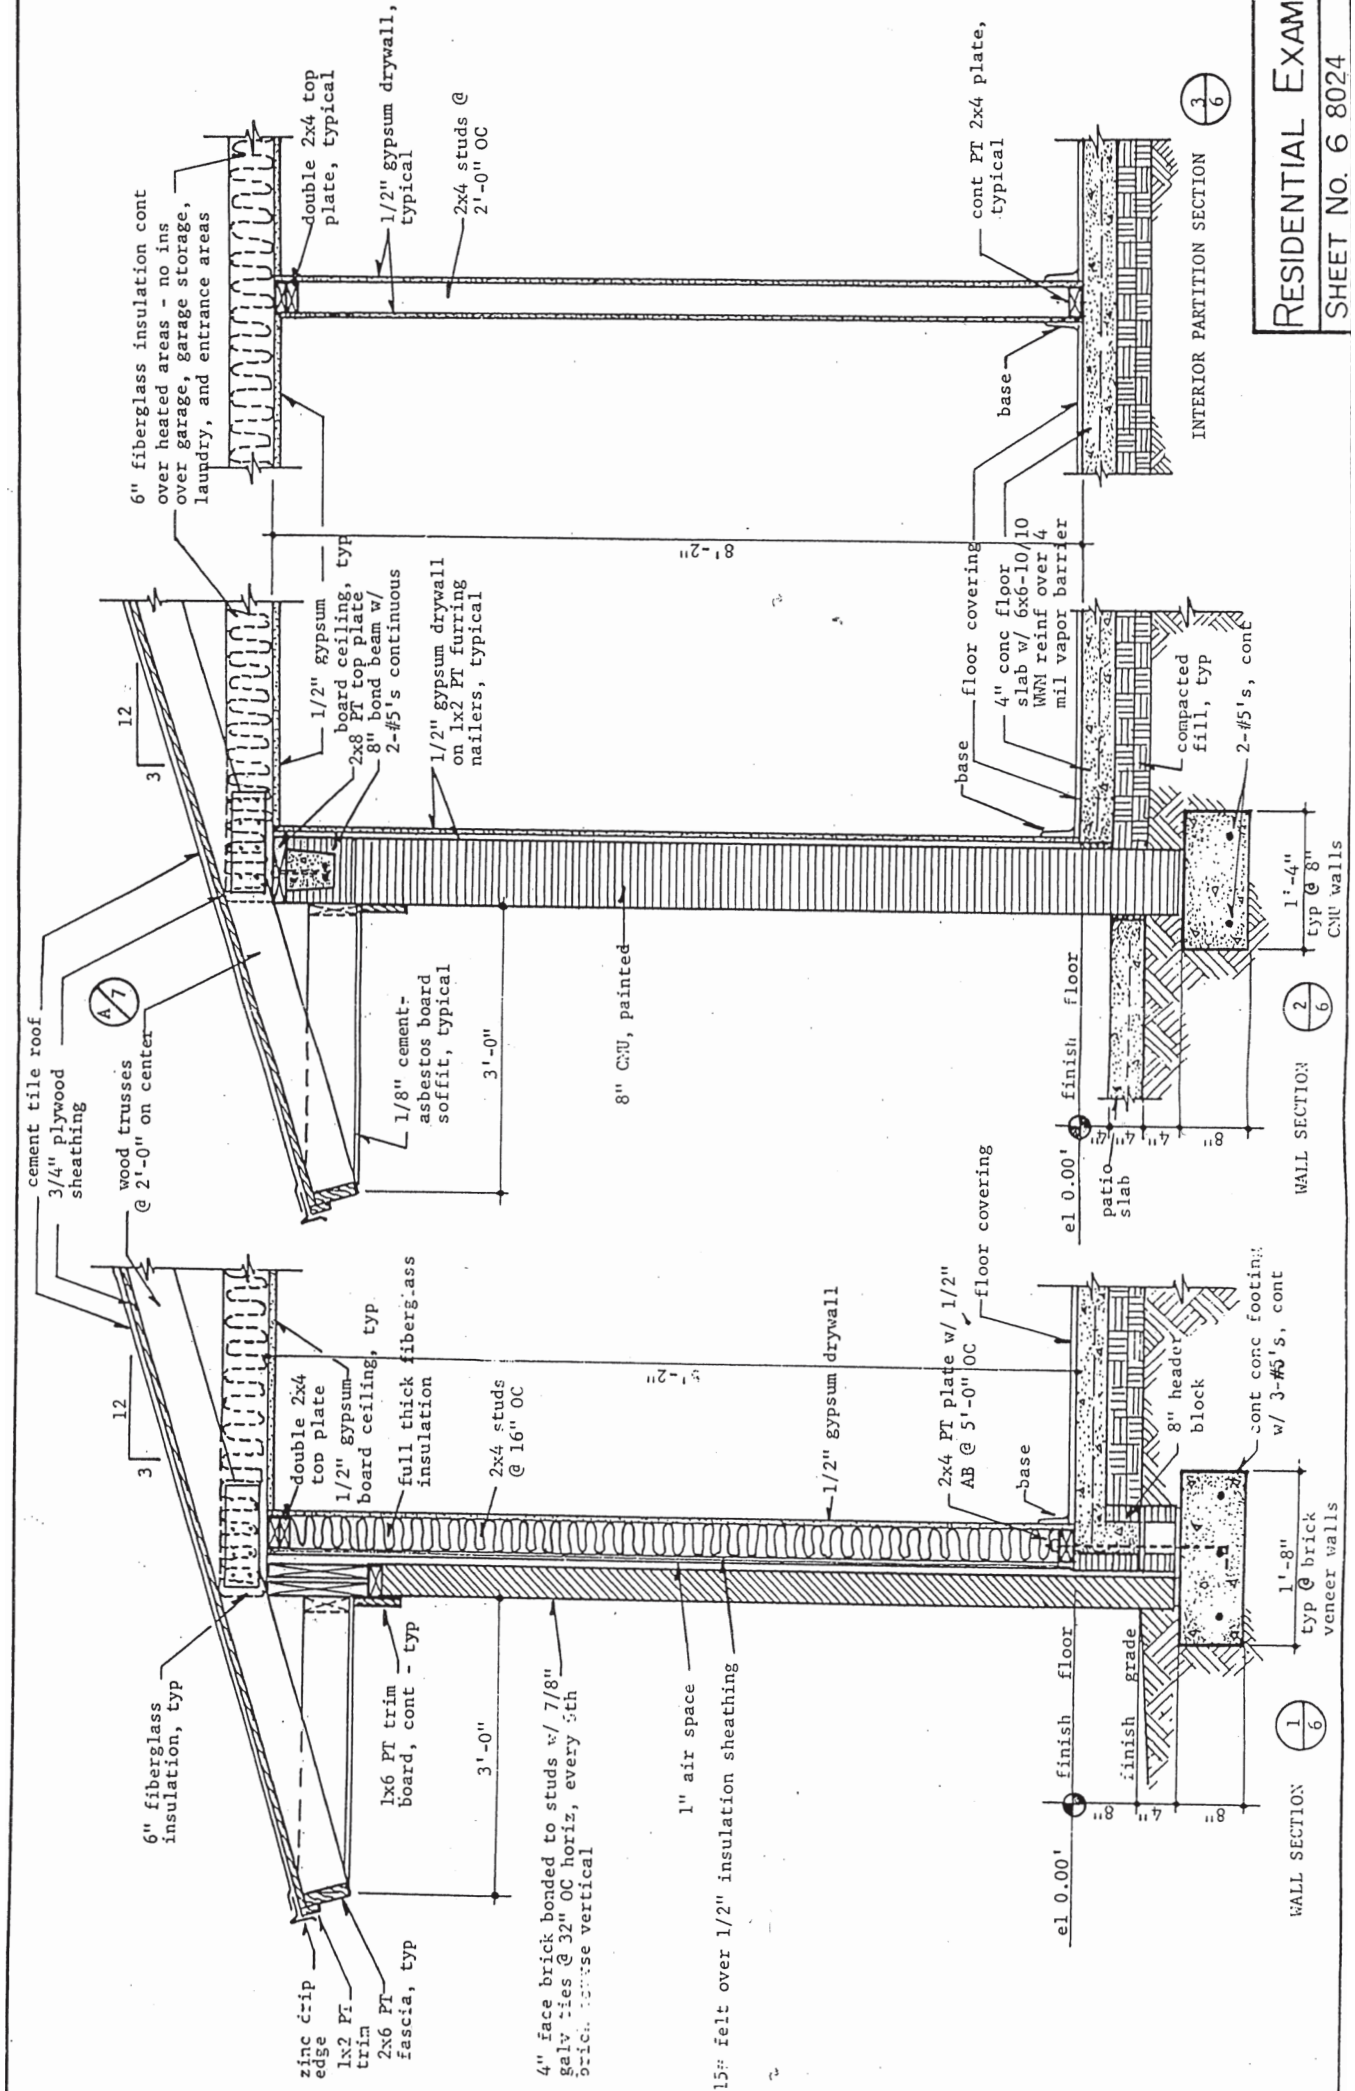 cement tile roof
3/4" plywood
sheathing
wood trusses
@ 2'-0" on center
A
7
12
3
12
3
6" fiberglass
insulation, typ
zinc drip
edge
1x2 PT
trim
2x6 PT
fascia, typ
double 2x4
top plate
1/2" gypsum
board ceiling, typ
full thick fiberglass
insulation
2x4 studs
@ 16" OC
1x6 PT trim
board, cont - typ
3'-0"
4" face brick bonded to studs w/ 7/8"
galv ties @ 32" OC horiz, every
brick vertical
1" air space
15# felt over 1/2" insulation sheathing
1/2" gypsum drywall
2x4 PT plate w/ 1/2"
AB @ 5'-0" OC
floor covering
base
el 0.00'
finish floor
finish grade
8"
4"
8"
8" header
block
cont conc footing
w/ 3-#5's, cont
1'-8"
typ @ brick
veneer walls
WALL SECTION
1
6
6" fiberglass insulation cont
over heated areas - no ins
over garage, garage storage,
laundry, and entrance areas
1/2" gypsum
board ceiling, typ
2x8 PT top plate
8" bond beam w/
2-#5's continuous
1/2" gypsum drywall
on 1x2 PT furring
nailers, typical
1/8" cement-
asbestos board
soffit, typical
3'-0"
8" CMU, painted
8'-2"
base
floor covering
4" conc floor
slab w/ 6x6-10/10
WWM reinf over 4
mil vapor barrier
el 0.00'
finish floor
patio
slab
4"
4"
4"
8"
compacted
fill, typ
2-#5's, cont
1'-4"
typ @ 8"
CMU walls
WALL SECTION
2
6
double 2x4 top
plate, typical
1/2" gypsum drywall,
typical
2x4 studs @
2'-0" OC
cont PT 2x4 plate,
typical
base
INTERIOR PARTITION SECTION
3
6
RESIDENTIAL EXAM
SHEET No. 6 8024